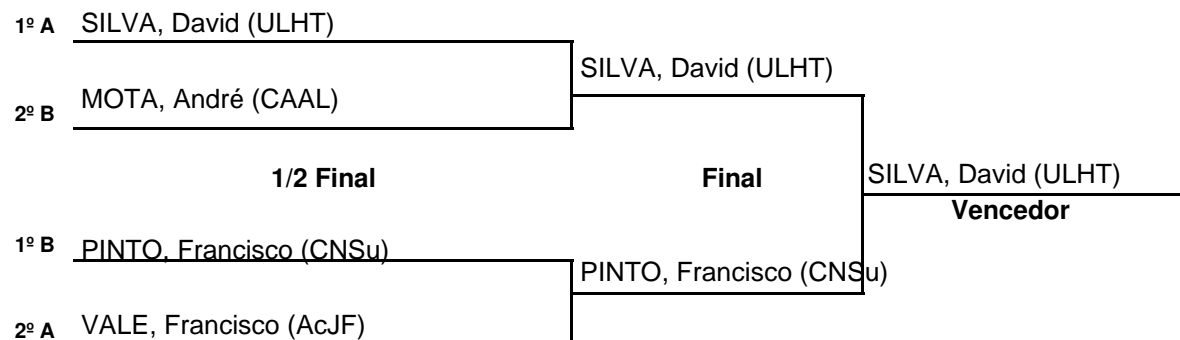 1º A SILVA, David (ULHT)
SILVA, David (ULHT)
2º B MOTA, André (CAAL)
1/2 Final Final SILVA, David (ULHT)
Vencedor
1º B PINTO, Francisco (CNSu)
PINTO, Francisco (CNSu)
2º A VALE, Francisco (AcJF)